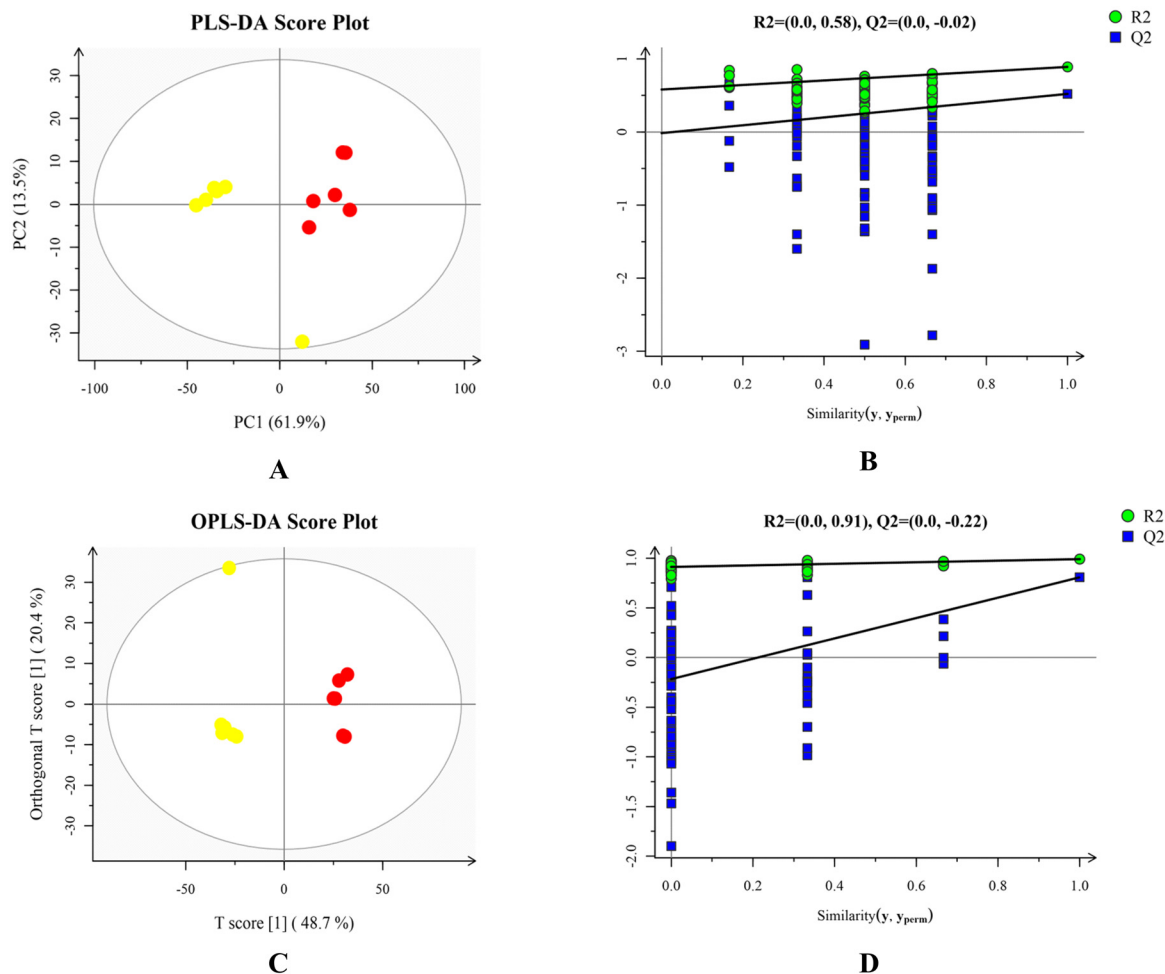 PLS-DA Score Plot
PC2 (13.5%)
30
20
10
0
-10
-20
-30
-100
-50
0
50
100
PC1 (61.9%)
A
R2=(0.0, 0.58), Q2=(0.0, -0.02)
R2
Q2
1
0
-1
-2
-3
0.0
0.2
0.4
0.6
0.8
1.0
Similarity(y, yperm)
B
OPLS-DA Score Plot
Orthogonal T score [1] ( 20.4 %)
30
20
10
0
-10
-20
-30
-50
0
50
T score [1] ( 48.7 %)
C
R2=(0.0, 0.91), Q2=(0.0, -0.22)
R2
Q2
1.0
0.5
0.0
-0.5
-1.0
-1.5
-2.0
0.0
0.2
0.4
0.6
0.8
1.0
Similarity(y, yperm)
D